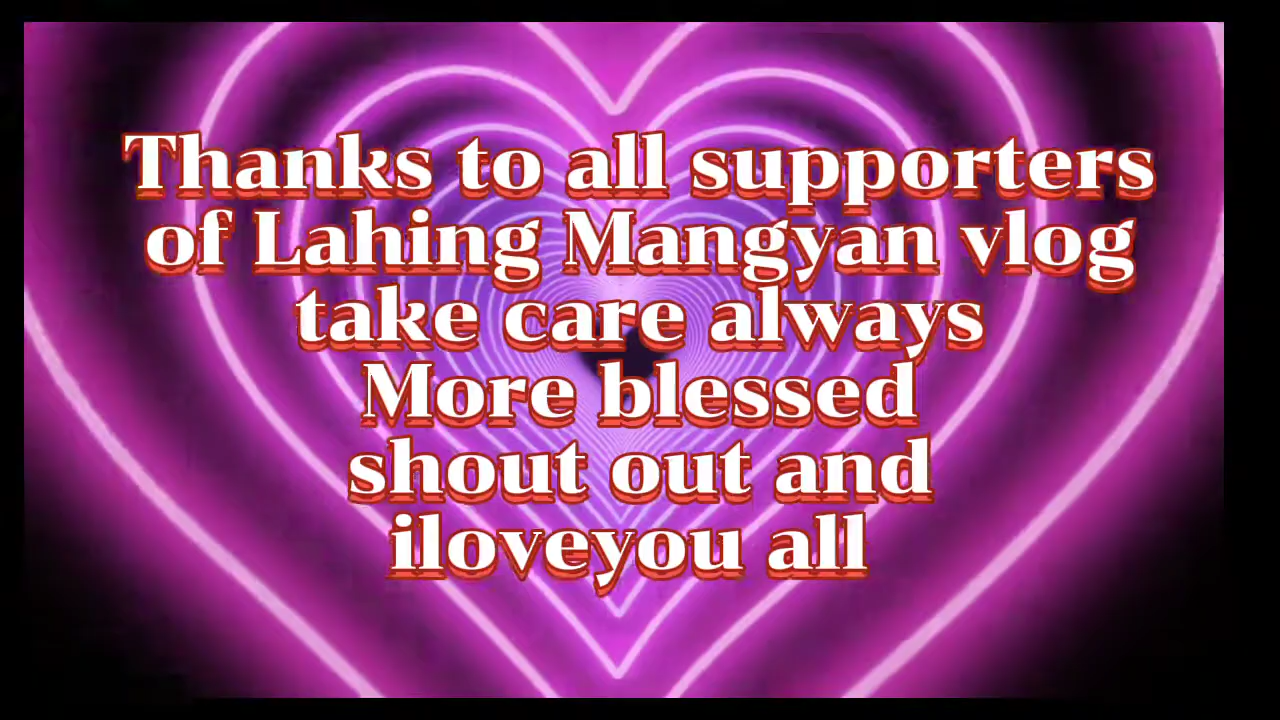 Thanks to all supporters
of Lahing Mangyan vlog
take care always
More blessed
shout out and
iloveyou all